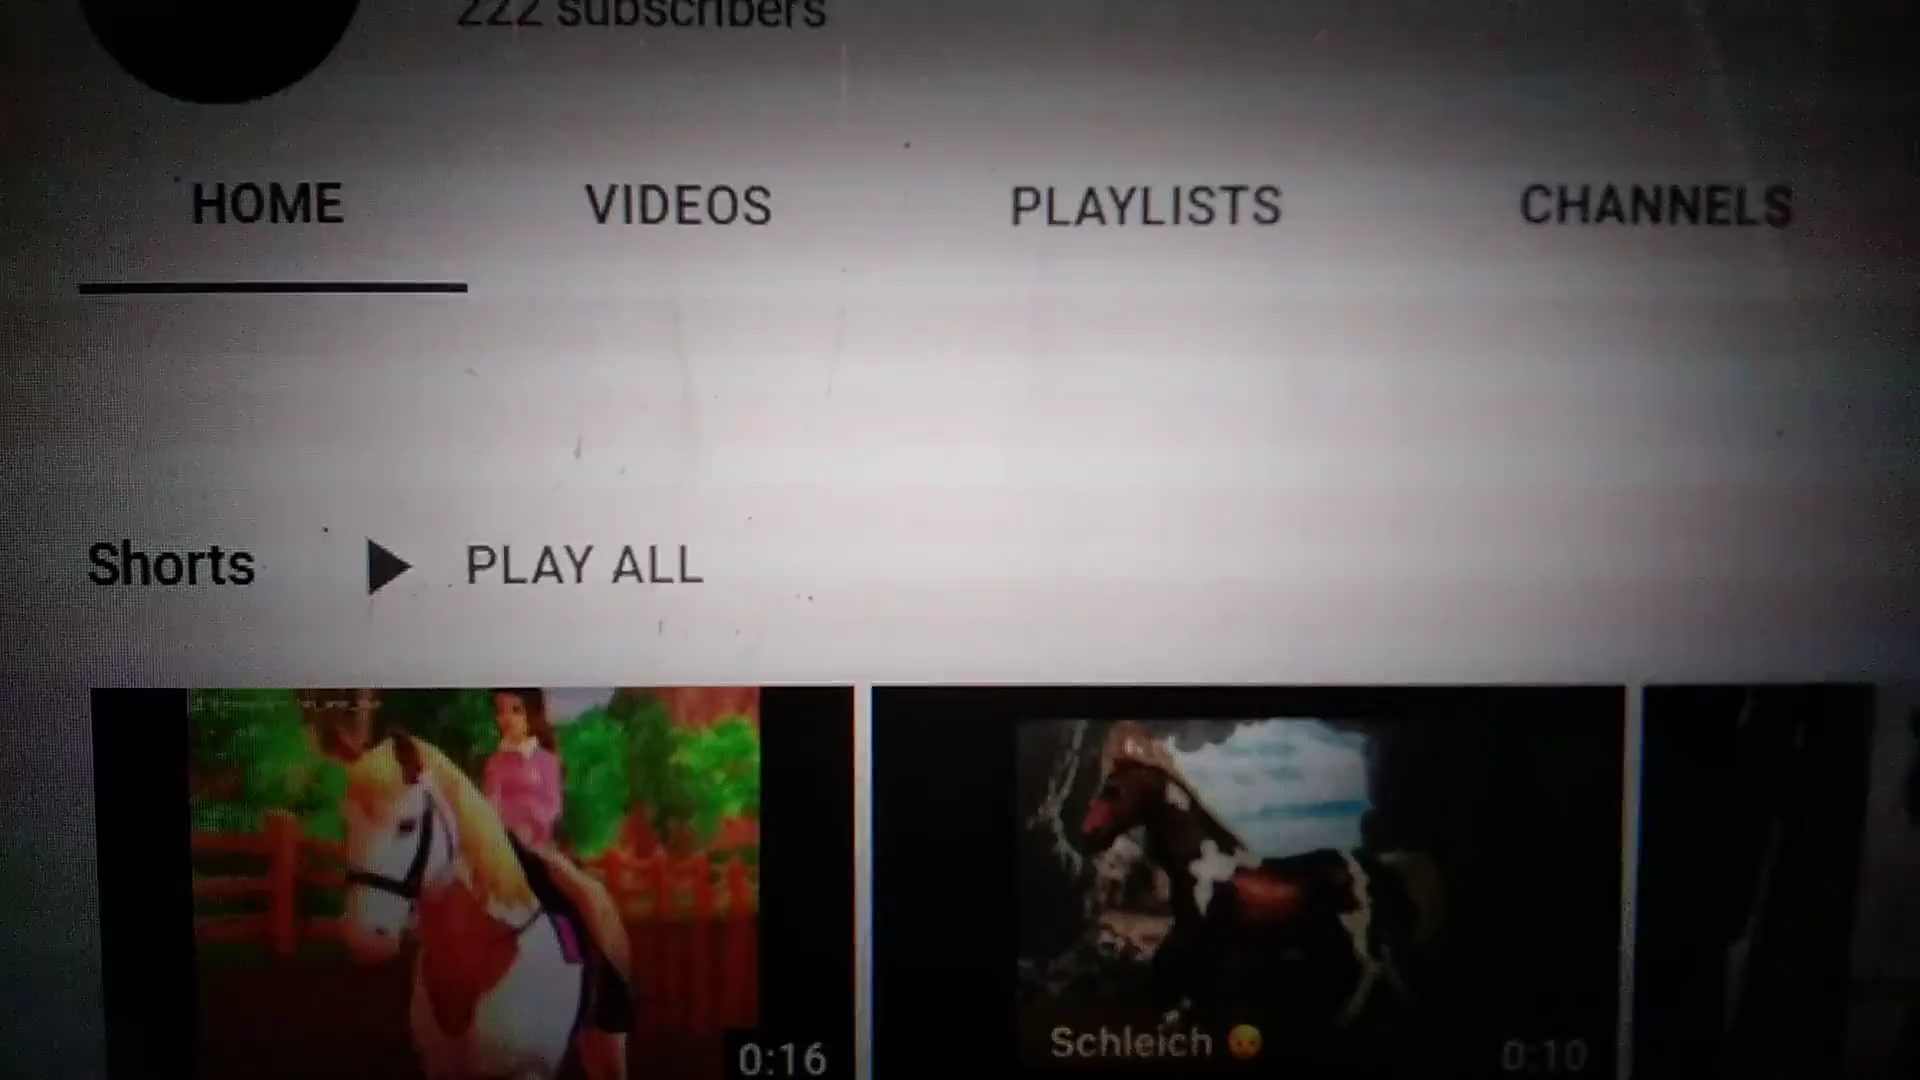 222 subscribers
HOME VIDEOS PLAYLISTS CHANNELS
Shorts ▶ PLAY ALL
0:16
Schleich 😡 0:10